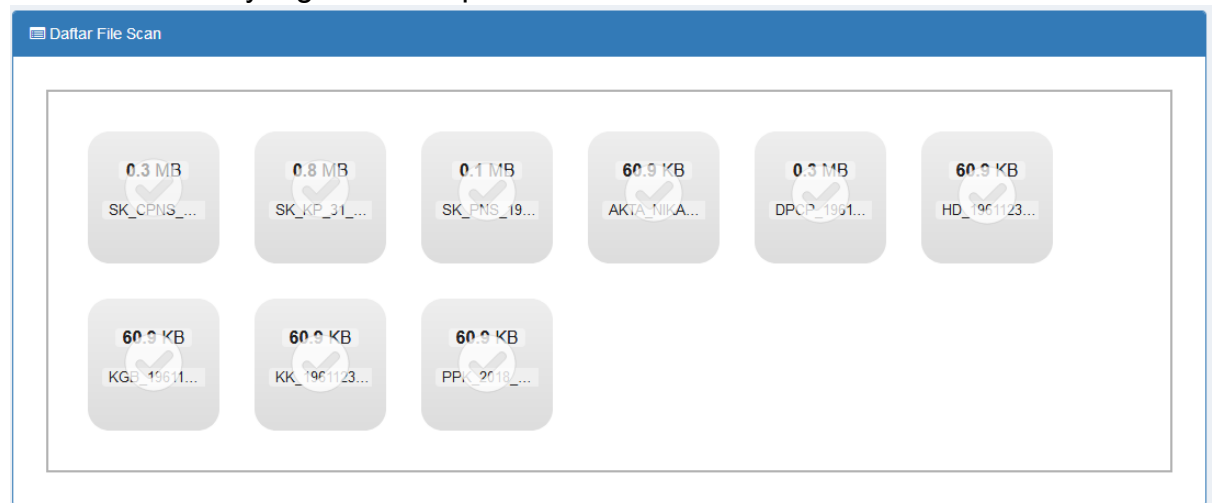 Daftar File Scan
0.3 MB 0.8 MB 0.1 MB 60.9 KB 0.3 MB 60.9 KB
SK_CPNS_... SK_KP_31_... SK_PNS_19... AKTA_NIKA... DPCP_1961... HD_1961123...
60.9 KB 60.9 KB 60.9 KB
KGB_19611... KK_1961123... PPK_2018_...